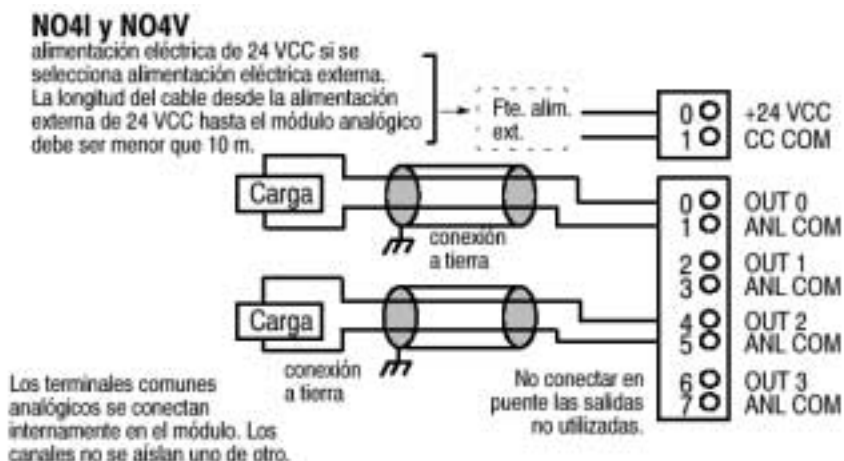 NO4I y NO4V
alimentación eléctrica de 24 VCC si se
selecciona alimentación eléctrica externa.
La longitud del cable desde la alimentación
externa de 24 VCC hasta el módulo analógico
debe ser menor que 10 m.
Fte. alim.
ext.
0 +24 VCC
1 CC COM
Carga
conexión
a tierra
0 OUT 0
1 ANL COM
2 OUT 1
3 ANL COM
Carga
conexión
a tierra
4 OUT 2
5 ANL COM
6 OUT 3
7 ANL COM
No conectar en
puente las salidas
no utilizadas.
Los terminales comunes
analógicos se conectan
internamente en el módulo. Los
canales no se aíslan uno de otro.